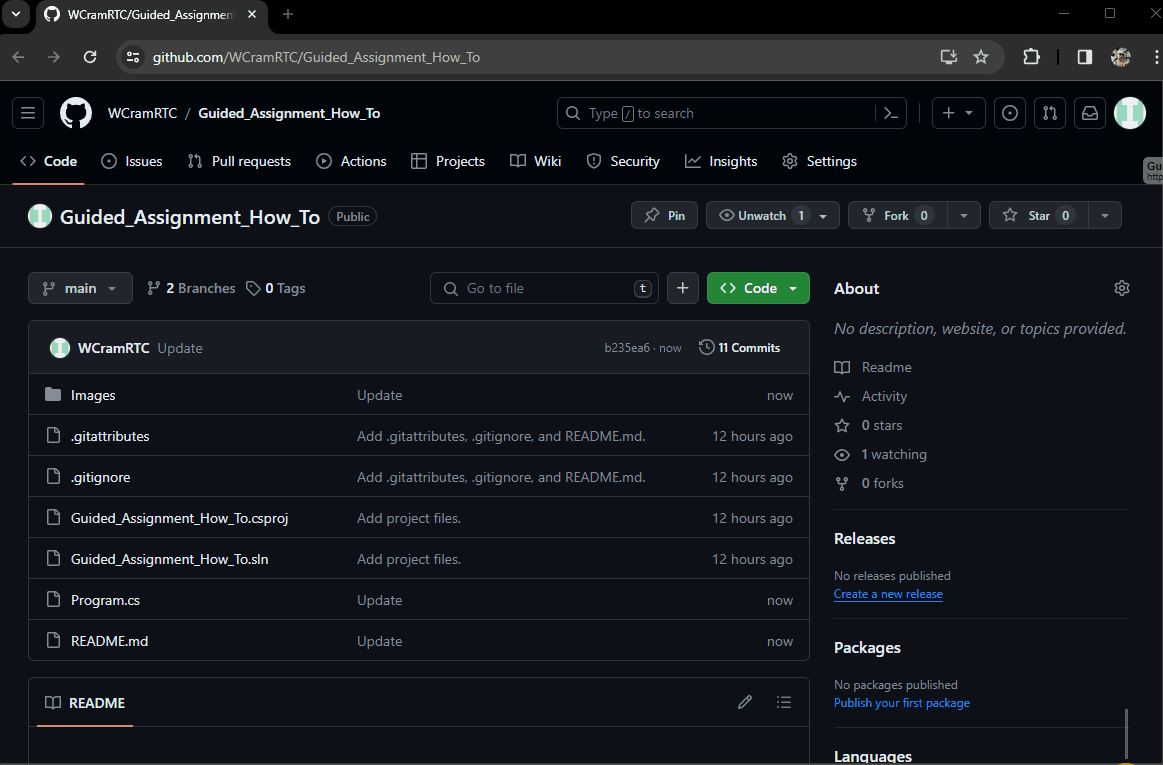 WCramRTC/Guided_Assignmen
github.com/WCramRTC/Guided_Assignment_How_To
WCramRTC / Guided_Assignment_How_To
Type / to search
Code Issues Pull requests Actions Projects Wiki Security Insights Settings
Gu
http
Guided_Assignment_How_To Public
Pin Unwatch 1 Fork 0 Star 0
main 2 Branches 0 Tags Go to file t + Code
WCramRTC Update b235ea6 · now 11 Commits
Images Update now
.gitattributes Add .gitattributes, .gitignore, and README.md. 12 hours ago
.gitignore Add .gitattributes, .gitignore, and README.md. 12 hours ago
Guided_Assignment_How_To.csproj Add project files. 12 hours ago
Guided_Assignment_How_To.sln Add project files. 12 hours ago
Program.cs Update now
README.md Update now
README
About
No description, website, or topics provided.
Readme
Activity
0 stars
1 watching
0 forks
Releases
No releases published
Create a new release
Packages
No packages published
Publish your first package
Languages